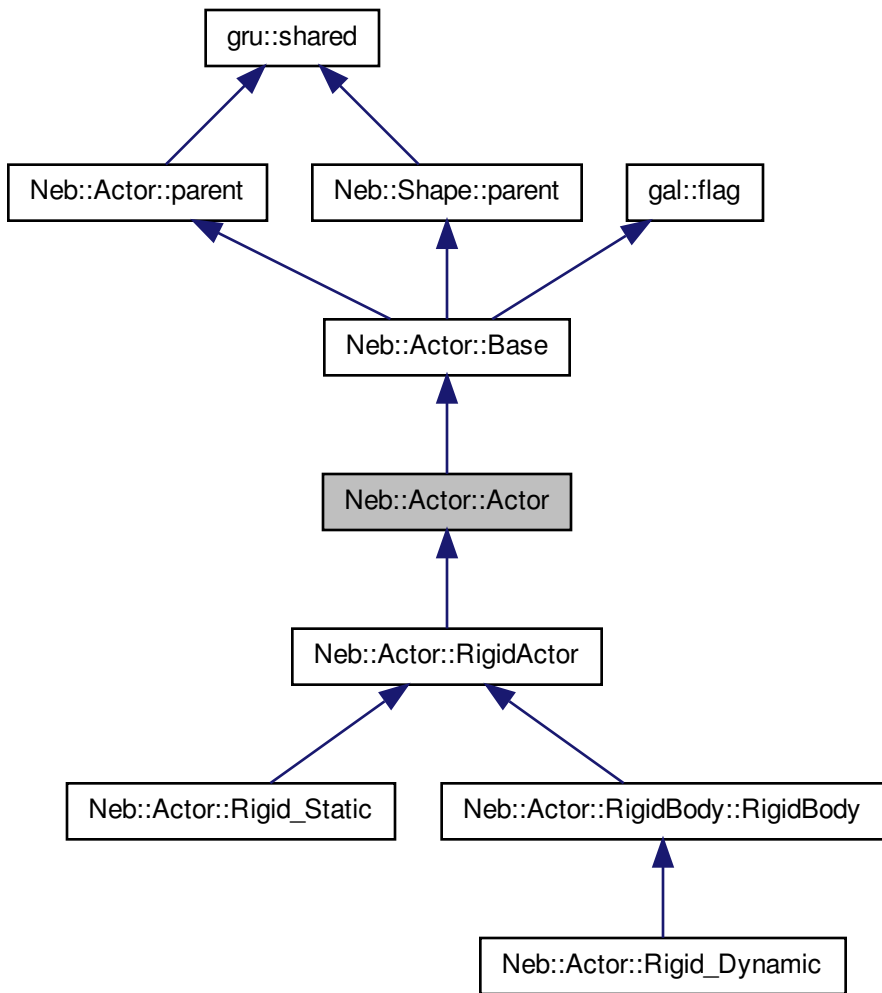 gru::shared
Neb::Actor::parent
Neb::Shape::parent
gal::flag
Neb::Actor::Base
Neb::Actor::Actor
Neb::Actor::RigidActor
Neb::Actor::Rigid_Static
Neb::Actor::RigidBody::RigidBody
Neb::Actor::Rigid_Dynamic